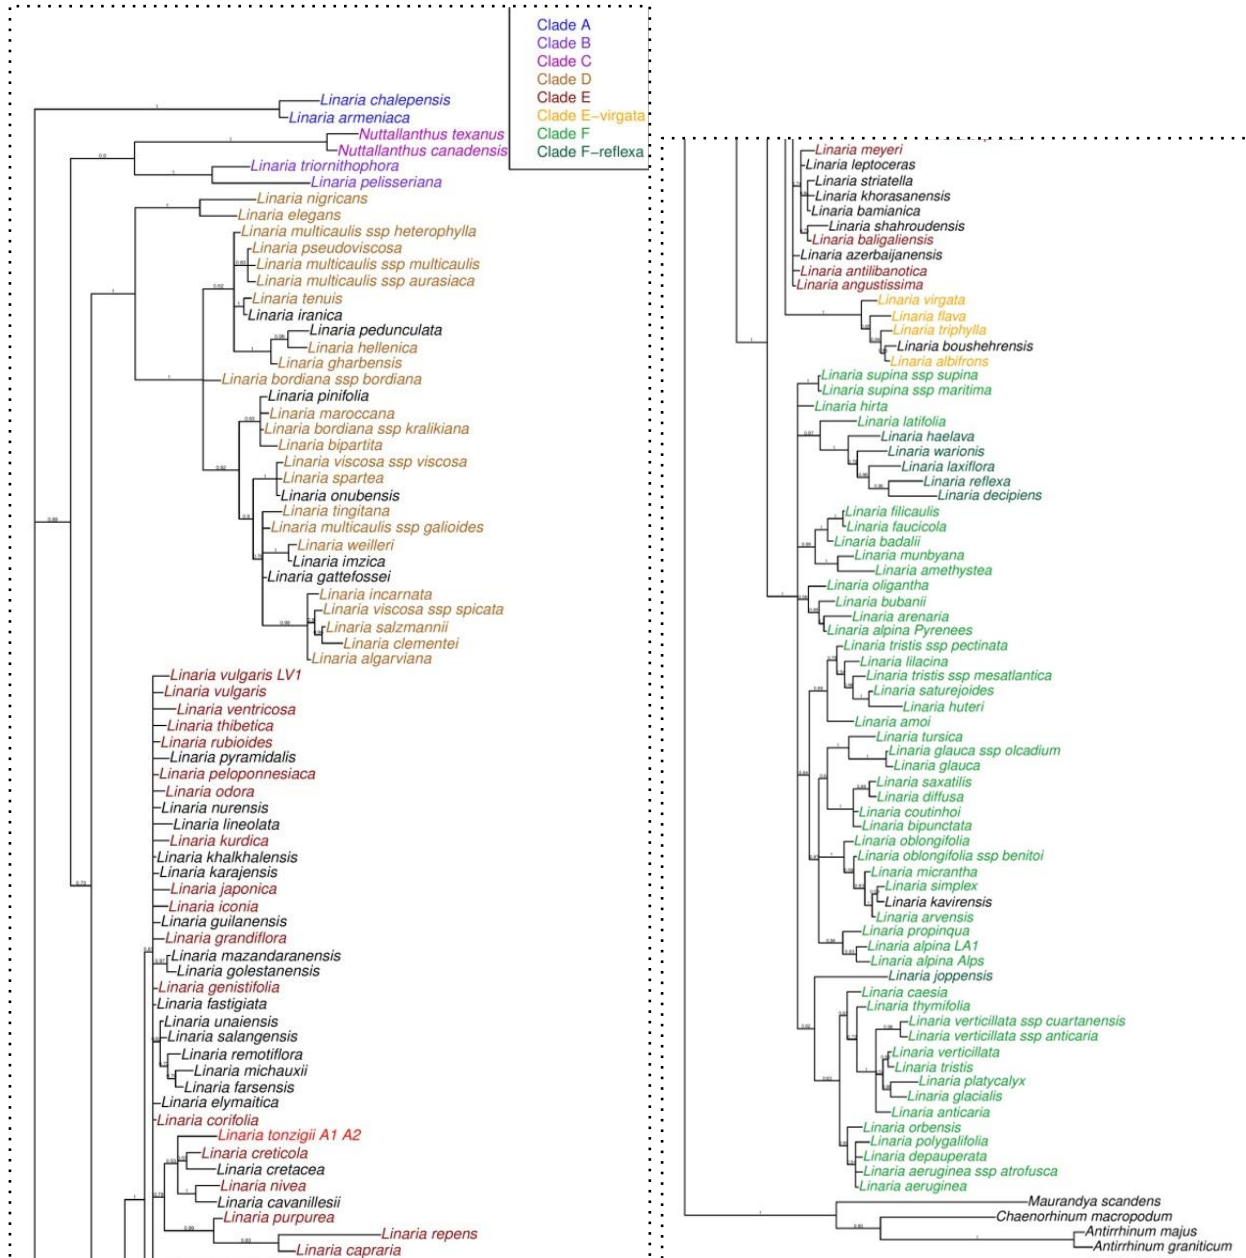 Clade A
Clade B
Clade C
Clade D
Clade E
Clade E−virgata
Clade F
Clade F−reflexa
Linaria chalepensis
Linaria armeniaca
Nuttallanthus texanus
Nuttallanthus canadensis
Linaria triornithophora
Linaria pelisseriana
Linaria nigricans
Linaria elegans
Linaria multicaulis ssp heterophylla
Linaria pseudoviscosa
Linaria multicaulis ssp multicaulis
Linaria multicaulis ssp aurasiaca
Linaria tenuis
Linaria iranica
Linaria pedunculata
Linaria hellenica
Linaria gharbensis
Linaria bordiana ssp bordiana
Linaria pinifolia
Linaria maroccana
Linaria bordiana ssp kralikiana
Linaria bipartita
Linaria viscosa ssp viscosa
Linaria spartea
Linaria onubensis
Linaria tingitana
Linaria multicaulis ssp galioides
Linaria weilleri
Linaria imzica
Linaria gattefossei
Linaria incarnata
Linaria viscosa ssp spicata
Linaria salzmannii
Linaria clementei
Linaria algarviana
Linaria vulgaris LV1
Linaria vulgaris
Linaria ventricosa
Linaria thibetica
Linaria rubioides
Linaria pyramidalis
Linaria peloponnesiaca
Linaria odora
Linaria nurensis
Linaria lineolata
Linaria kurdica
Linaria khalkhalensis
Linaria karajensis
Linaria japonica
Linaria iconia
Linaria guilanensis
Linaria grandiflora
Linaria mazandaranensis
Linaria golestanensis
Linaria genistifolia
Linaria fastigiata
Linaria unaiensis
Linaria salangensis
Linaria remotiflora
Linaria michauxii
Linaria farsensis
Linaria elymaitica
Linaria corifolia
Linaria tonzigii A1 A2
Linaria creticola
Linaria cretacea
Linaria nivea
Linaria cavanillesii
Linaria purpurea
Linaria repens
Linaria capraria
Linaria meyeri
Linaria leptoceras
Linaria striatella
Linaria khorasanensis
Linaria bamianica
Linaria shahroudensis
Linaria baligaliensis
Linaria azerbaijanensis
Linaria antilibanotica
Linaria angustissima
Linaria virgata
Linaria flava
Linaria triphylla
Linaria boushehrensis
Linaria albifrons
Linaria supina ssp supina
Linaria supina ssp maritima
Linaria hirta
Linaria latifolia
Linaria haelava
Linaria warionis
Linaria laxiflora
Linaria reflexa
Linaria decipiens
Linaria filicaulis
Linaria faucicola
Linaria badalii
Linaria munbyana
Linaria amethystea
Linaria oligantha
Linaria bubanii
Linaria arenaria
Linaria alpina Pyrenees
Linaria tristis ssp pectinata
Linaria lilacina
Linaria tristis ssp mesatlantica
Linaria saturejoides
Linaria huteri
Linaria amoi
Linaria tursica
Linaria glauca ssp olcadium
Linaria glauca
Linaria saxatilis
Linaria diffusa
Linaria coutinhoi
Linaria bipunctata
Linaria oblongifolia
Linaria oblongifolia ssp benitoi
Linaria micrantha
Linaria simplex
Linaria kavirensis
Linaria arvensis
Linaria propinqua
Linaria alpina LA1
Linaria alpina Alps
Linaria joppensis
Linaria caesia
Linaria thymifolia
Linaria verticillata ssp cuartanensis
Linaria verticillata ssp anticaria
Linaria verticillata
Linaria tristis
Linaria platycalyx
Linaria glacialis
Linaria anticaria
Linaria orbensis
Linaria polygalifolia
Linaria depauperata
Linaria aeruginea ssp atrofusca
Linaria aeruginea
Maurandya scandens
Chaenorhinum macropodum
Antirrhinum majus
Antirrhinum graniticum